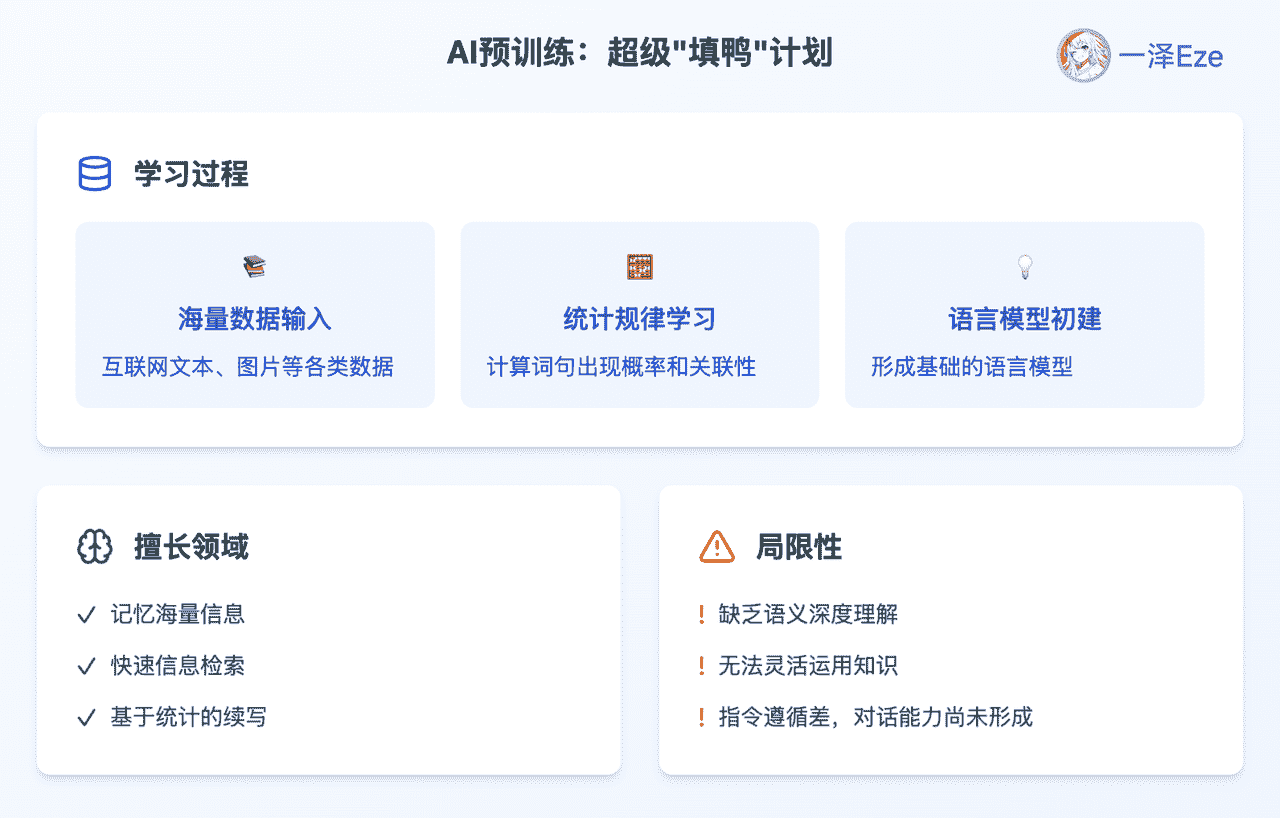 AI预训练：超级"填鸭"计划
一泽Eze
学习过程
海量数据输入
互联网文本、图片等各类数据
统计规律学习
计算词句出现概率和关联性
语言模型初建
形成基础的语言模型
擅长领域
记忆海量信息
快速信息检索
基于统计的续写
局限性
缺乏语义深度理解
无法灵活运用知识
指令遵循差，对话能力尚未形成